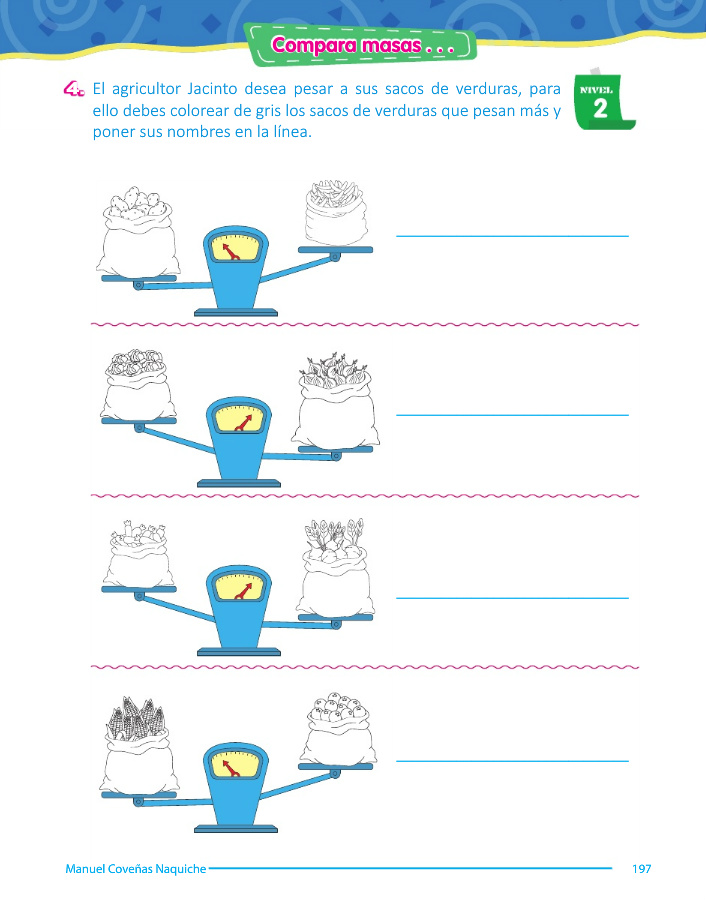 Compara masas . . .
4. El agricultor Jacinto desea pesar a sus sacos de verduras, para
ello debes colorear de gris los sacos de verduras que pesan más y
poner sus nombres en la línea.
NIVEL
2
Manuel Coveñas Naquiche
197